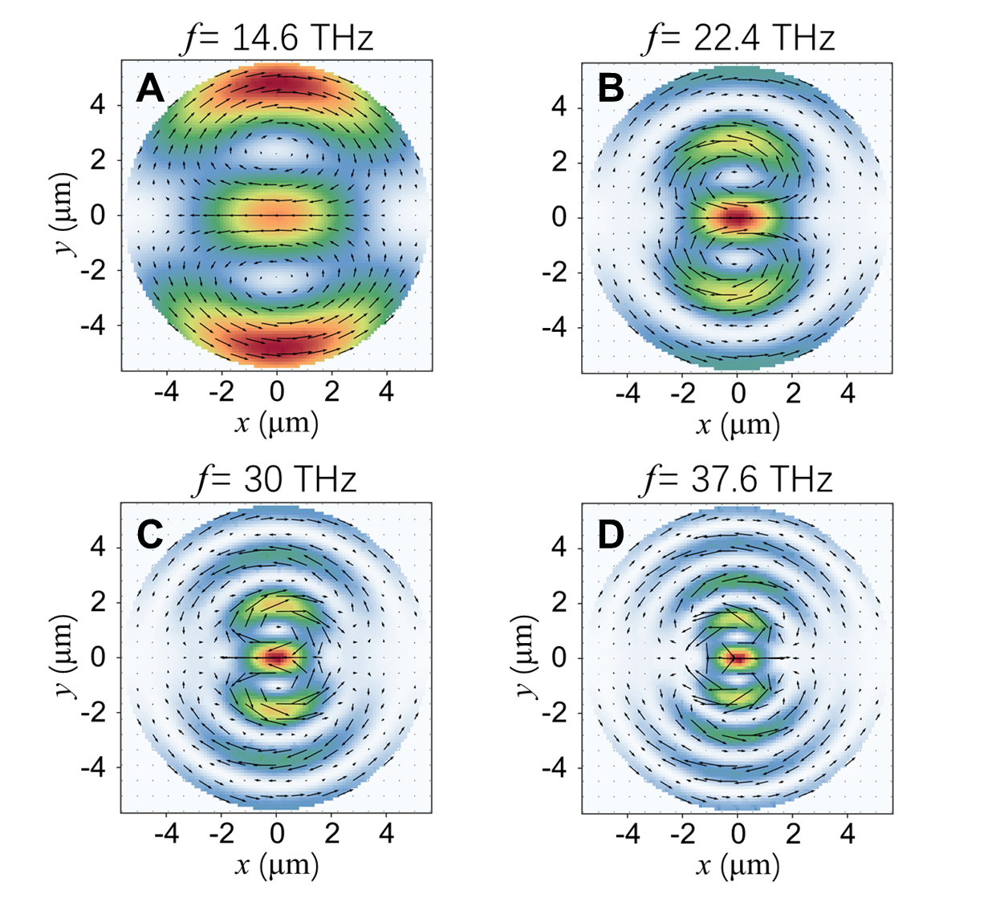 f= 14.6 THz
A
y (μm)
4
2
0
-2
-4
-4 -2 0 2 4
x (μm)
f= 22.4 THz
B
4
2
0
-2
-4
-4 -2 0 2 4
x (μm)
f= 30 THz
C
y (μm)
4
2
0
-2
-4
-4 -2 0 2 4
x (μm)
f= 37.6 THz
D
y (μm)
4
2
0
-2
-4
-4 -2 0 2 4
x (μm)